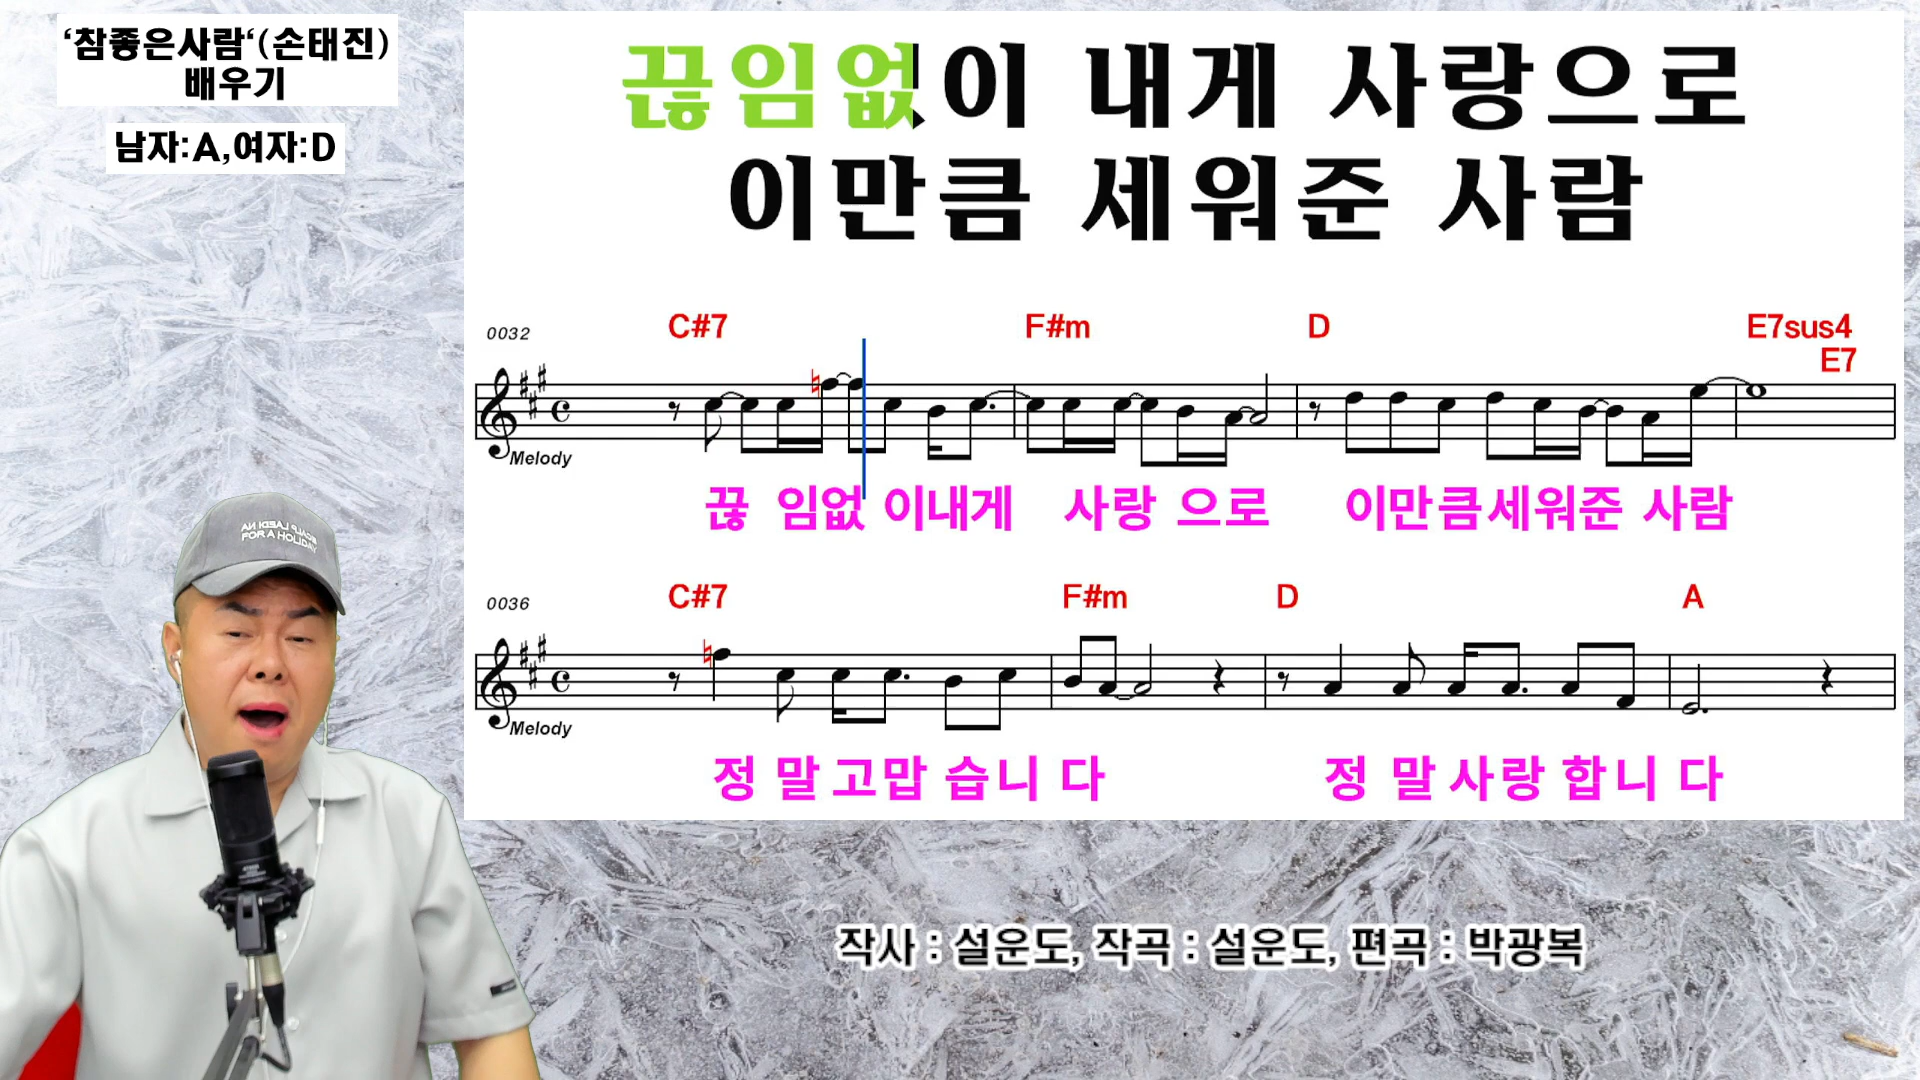 ‘참좋은사람‘(손태진)
배우기
남자:A,여자:D
끊임없이 내게 사랑으로
이만큼 세워준 사람
0032 C#7 F#m D E7sus4
E7
Melody
끊 임없 이내게 사랑 으로 이만큼세워준 사람
0036 C#7 F#m D A
Melody
정 말고맙 습니 다 정 말사랑 합니 다
FOR A HOLIDAY
작사 : 설운도, 작곡 : 설운도, 편곡 : 박광복